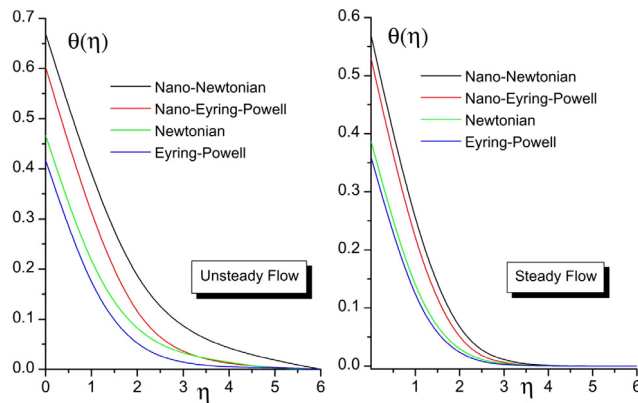 0.7
0.6
0.5
0.4
0.3
0.2
0.1
0.0
θ(η)
Nano-Newtonian
Nano-Eyring-Powell
Newtonian
Eyring-Powell
Unsteady Flow
0 1 2 3 4 5 6
η
0.6
0.5
0.4
0.3
0.2
0.1
0.0
θ(η)
Nano-Newtonian
Nano-Eyring-Powell
Newtonian
Eyring-Powell
Steady Flow
1 2 3 4 5 6
η